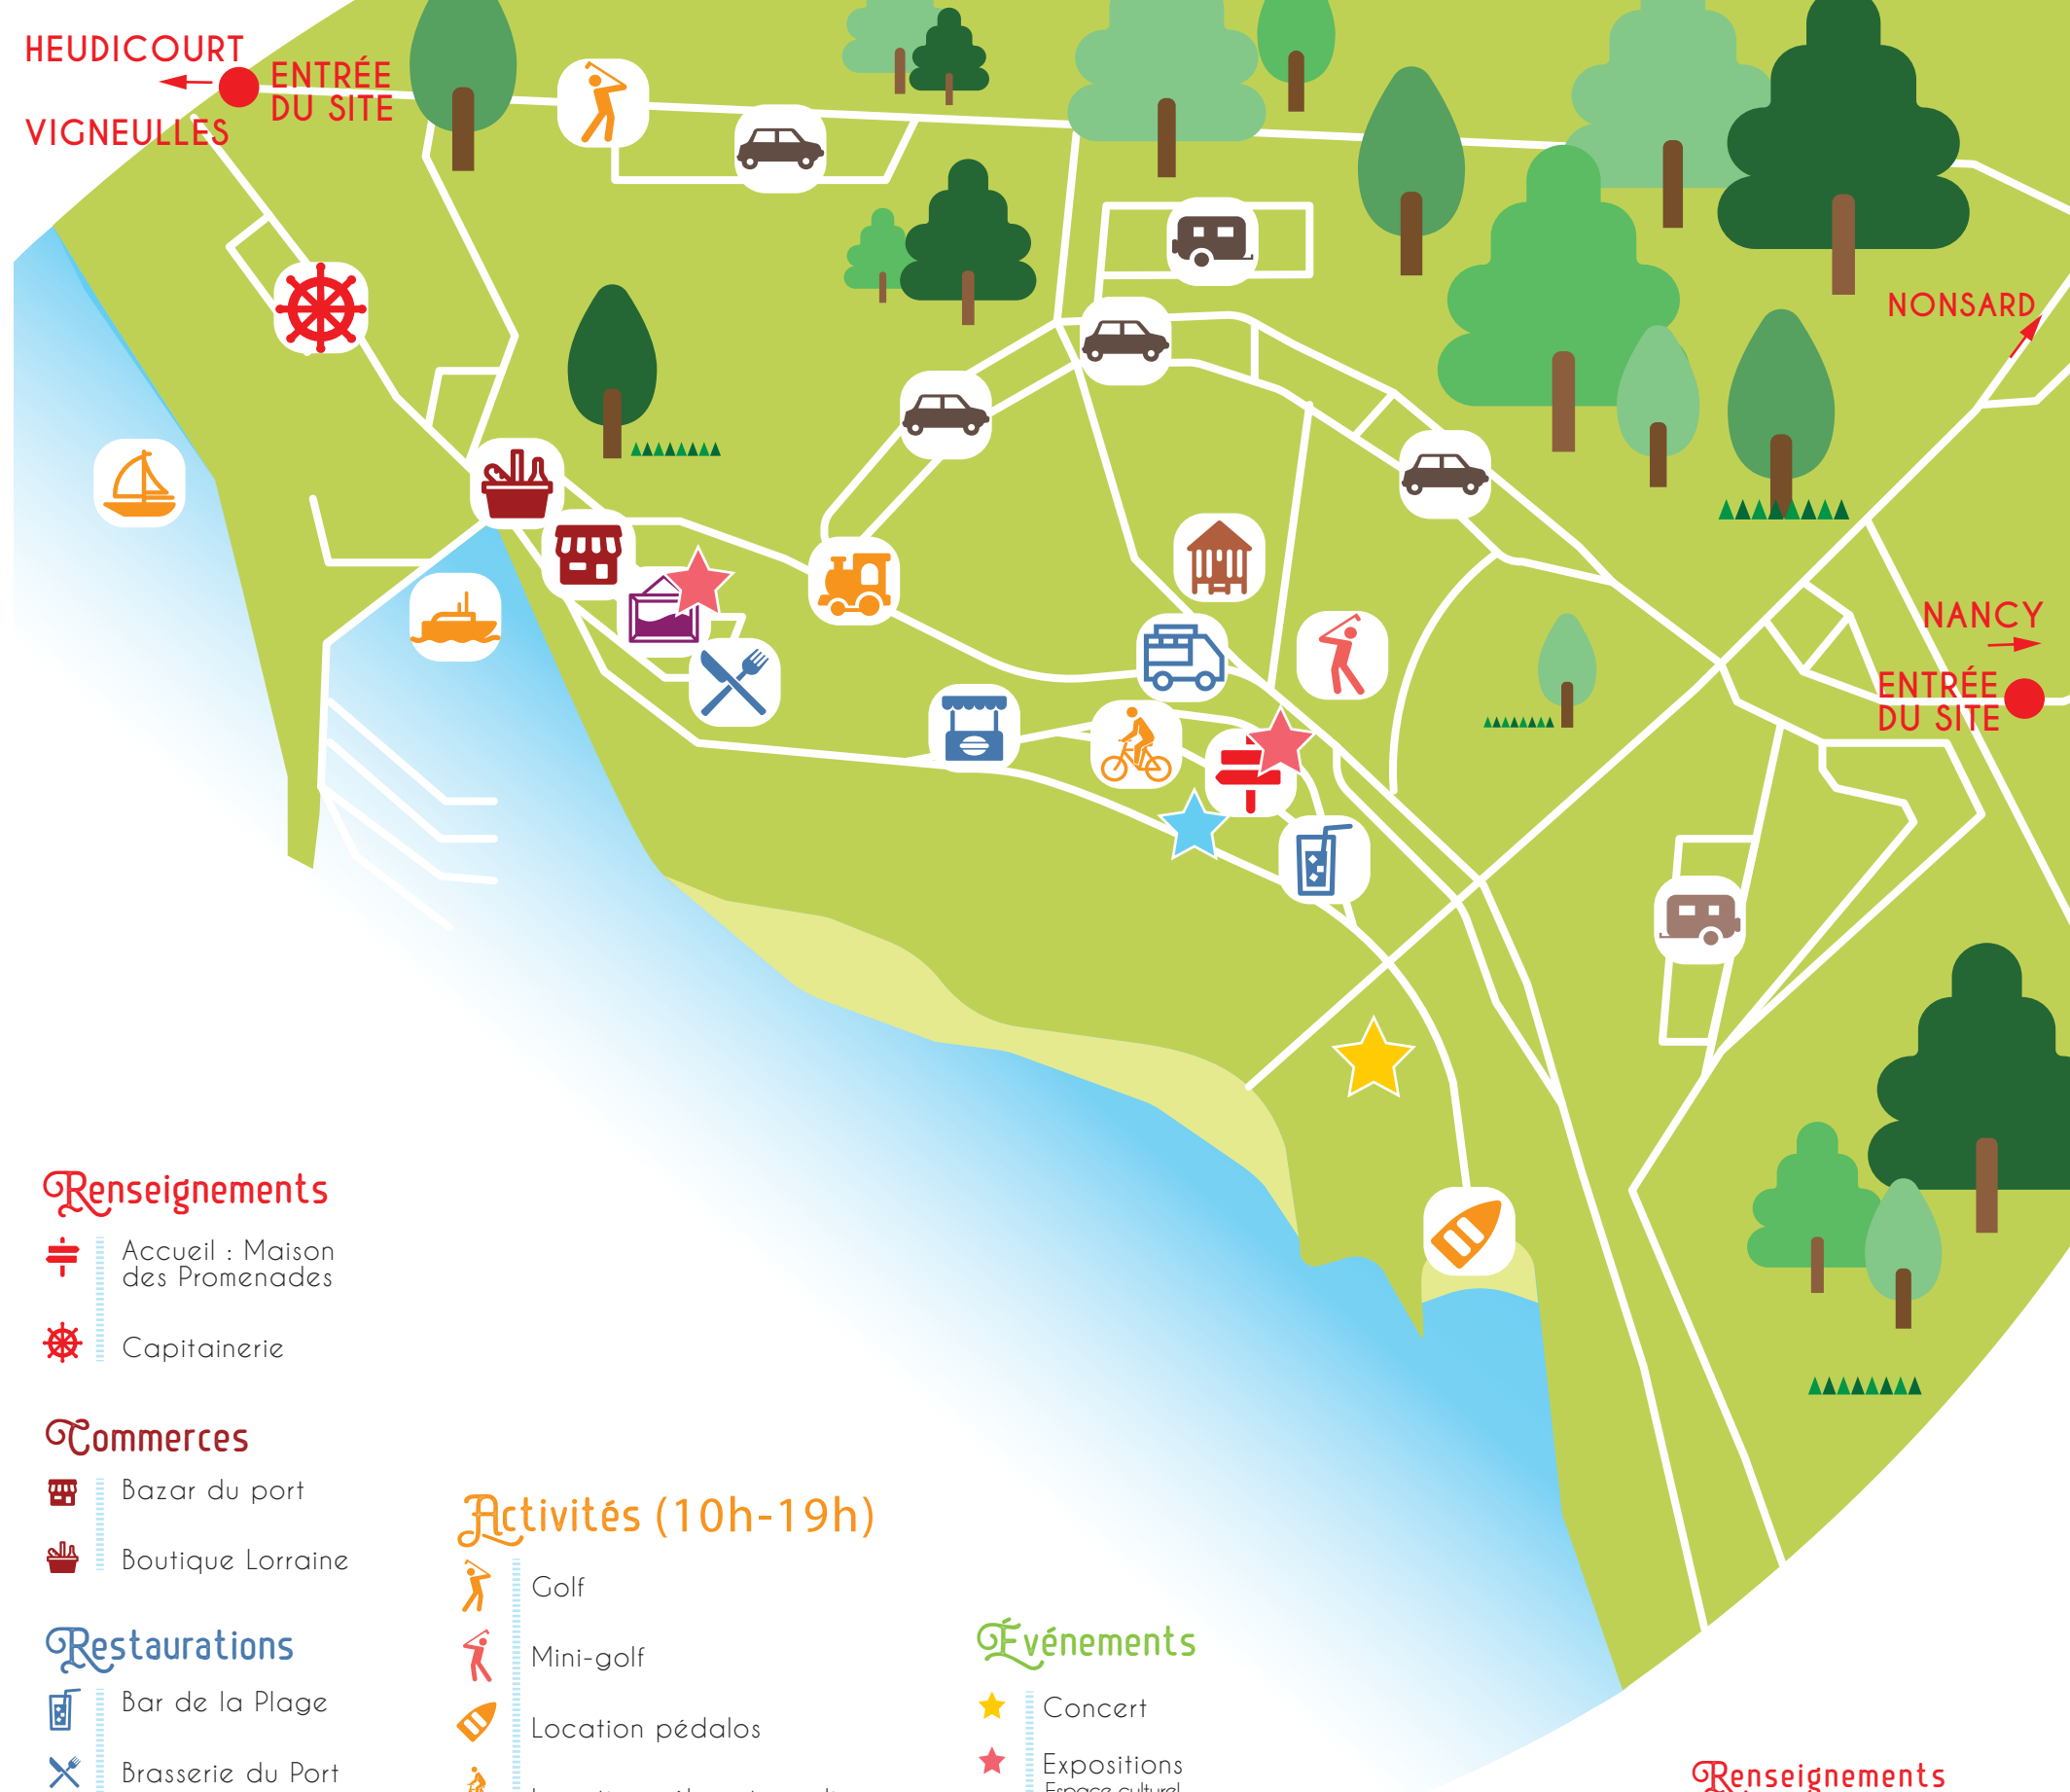 HEUDICOURT
ENTRÉE
DU SITE
VIGNEULLES
NONSARD
NANCY
ENTRÉE
DU SITE
Renseignements
Accueil : Maison
des Promenades
Capitainerie
Commerces
Bazar du port
Boutique Lorraine
Restaurations
Bar de la Plage
Brasserie du Port
Activités (10h-19h)
Golf
Mini-golf
Location pédalos
Événements
Concert
Expositions
Espace culturel
Renseignements